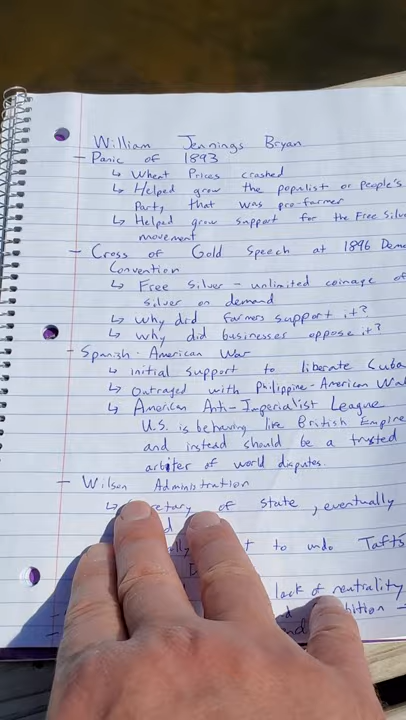 William Jennings Bryan
- Panic of 1893
↳ Wheat Prices crashed
↳ Helped grow the populist or people's
Party, that was pro-farmer
↳ Helped grow support for the Free Silver
movement
- Cross of Gold Speech at 1896 Dem
Convention
↳ Free Silver - unlimited coinage of
silver on demand
↳ Why did farmers support it?
↳ Why did businesses oppose it?
- Spanish-American War
↳ initial support to liberate Cuba
↳ Outraged with Philippine-American Wa
↳ American Anti-Imperialist League
U.S. is behaving like British Empire
and instead should be a trusted
arbiter of world disputes.
- Wilson Administration
↳ of state, eventually
to undo Taft's
lack of neutrality